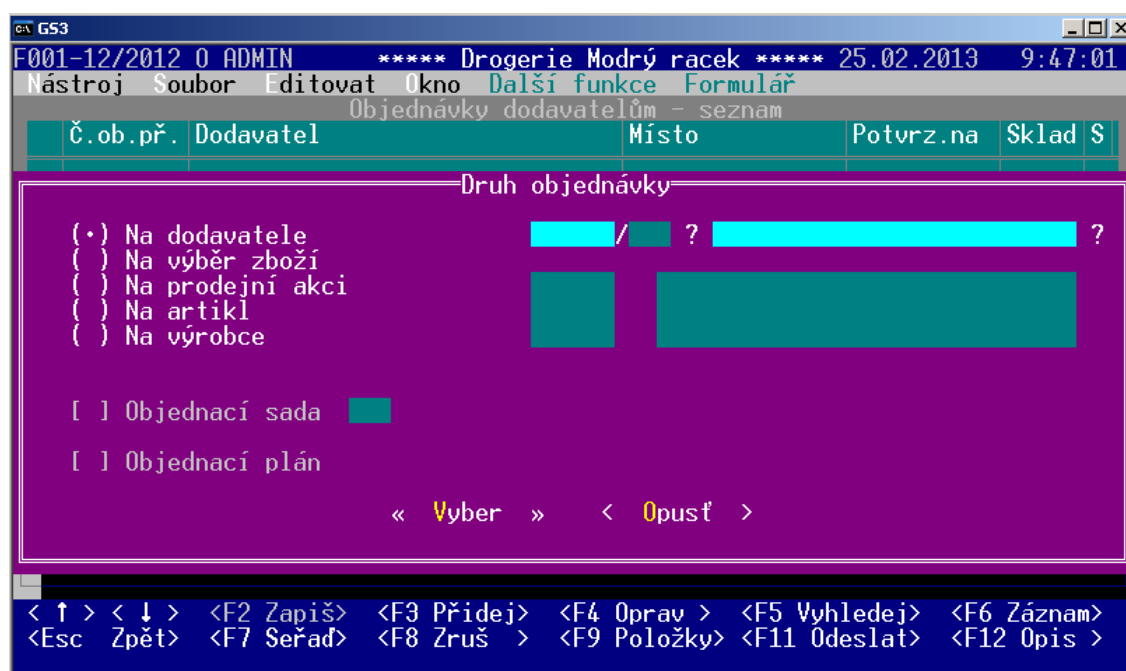 GS3
F001-12/2012 O ADMIN ***** Drogerie Modrý racek ***** 25.02.2013 9:47:01
Nástroj Soubor Editovat Okno Další funkce Formulář
Objednávky dodavatelům - seznam
Č.ob.př. Dodavatel Místo Potvrz.na Sklad S
Druh objednávky
(•) Na dodavatele / ? ?
( ) Na výběr zboží
( ) Na prodejní akci
( ) Na artikl
( ) Na výrobce
[ ] Objednací sada
[ ] Objednací plán
« Vyber » < Opusť >
< ↑ > < ↓ > <F2 Zapiš> <F3 Přidej> <F4 Oprav > <F5 Vyhledej> <F6 Záznam>
<Esc Zpět> <F7 Seřaď> <F8 Zruš > <F9 Položky> <F11 Odeslat> <F12 Opis >